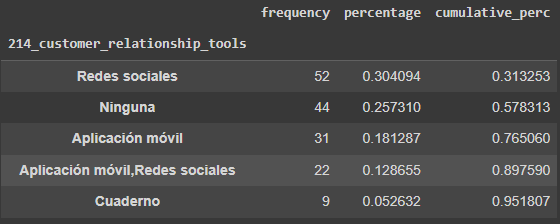 frequency percentage cumulative_perc
214_customer_relationship_tools
Redes sociales 52 0.304094 0.313253
Ninguna 44 0.257310 0.578313
Aplicación móvil 31 0.181287 0.765060
Aplicación móvil,Redes sociales 22 0.128655 0.897590
Cuaderno 9 0.052632 0.951807